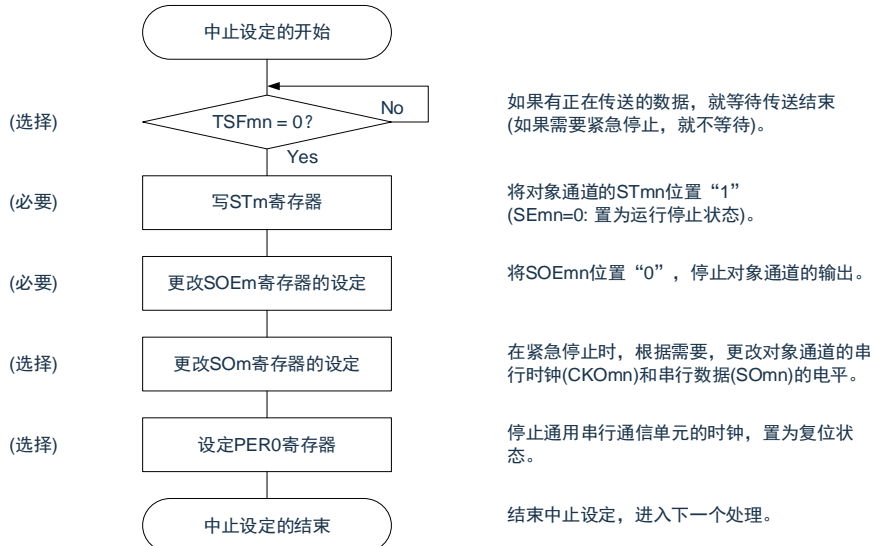 中止设定的开始
(选择)
TSFmn = 0?
No
如果有正在传送的数据，就等待传送结束
(如果需要紧急停止，就不等待)。
Yes
(必要)
写STm寄存器
将对象通道的STmn位置“1”
(SEmn=0: 置为运行停止状态)。
(必要)
更改SOEm寄存器的设定
将SOEmn位置“0”，停止对象通道的输出。
(选择)
更改SOm寄存器的设定
在紧急停止时，根据需要，更改对象通道的串
行时钟(CKOmn)和串行数据(SOmn)的电平。
(选择)
设定PER0寄存器
停止通用串行通信单元的时钟，置为复位状
态。
中止设定的结束
结束中止设定，进入下一个处理。